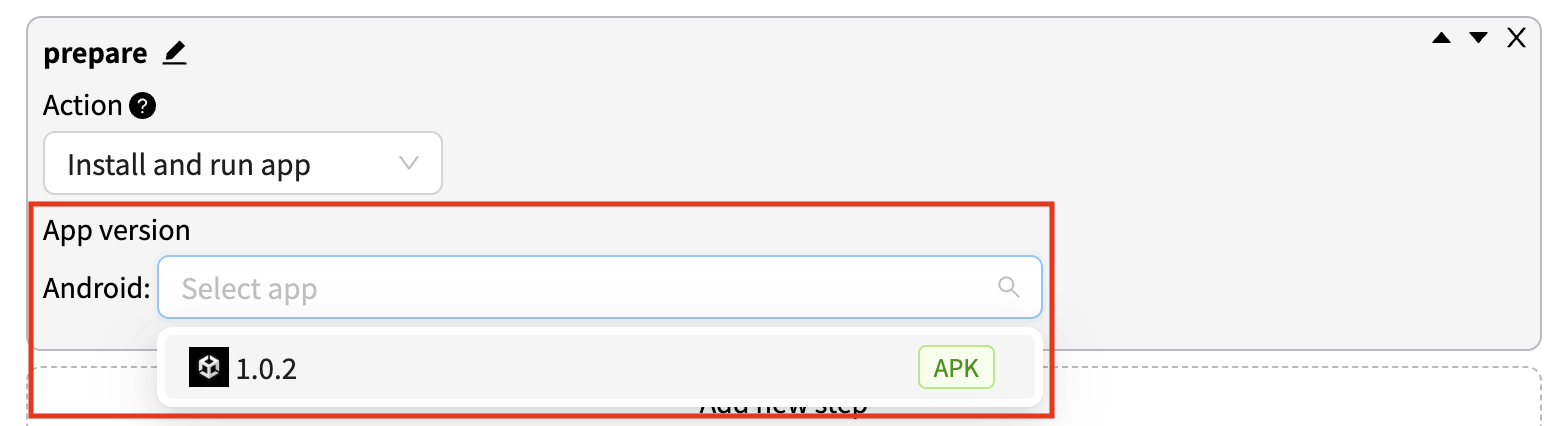 prepare
Action ?
Install and run app
App version
Android: Select app
1.0.2 APK
Add new step